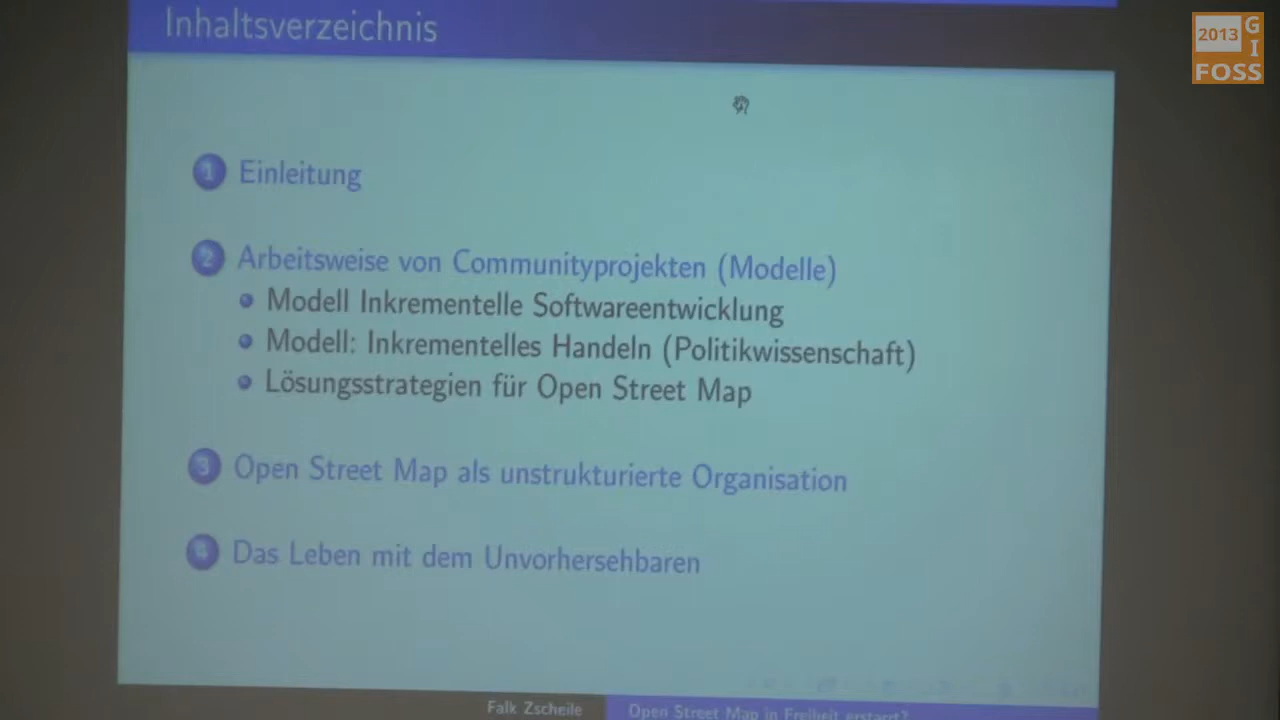 Inhaltsverzeichnis
2013
G
I
FOSS
1 Einleitung
2 Arbeitsweise von Communityprojekten (Modelle)
Modell Inkrementelle Softwareentwicklung
Modell: Inkrementelles Handeln (Politikwissenschaft)
Lösungsstrategien für Open Street Map
3 Open Street Map als unstrukturierte Organisation
4 Das Leben mit dem Unvorhersehbaren
Falk Zscheile
Open Street Map in Freiheit erstarrt?